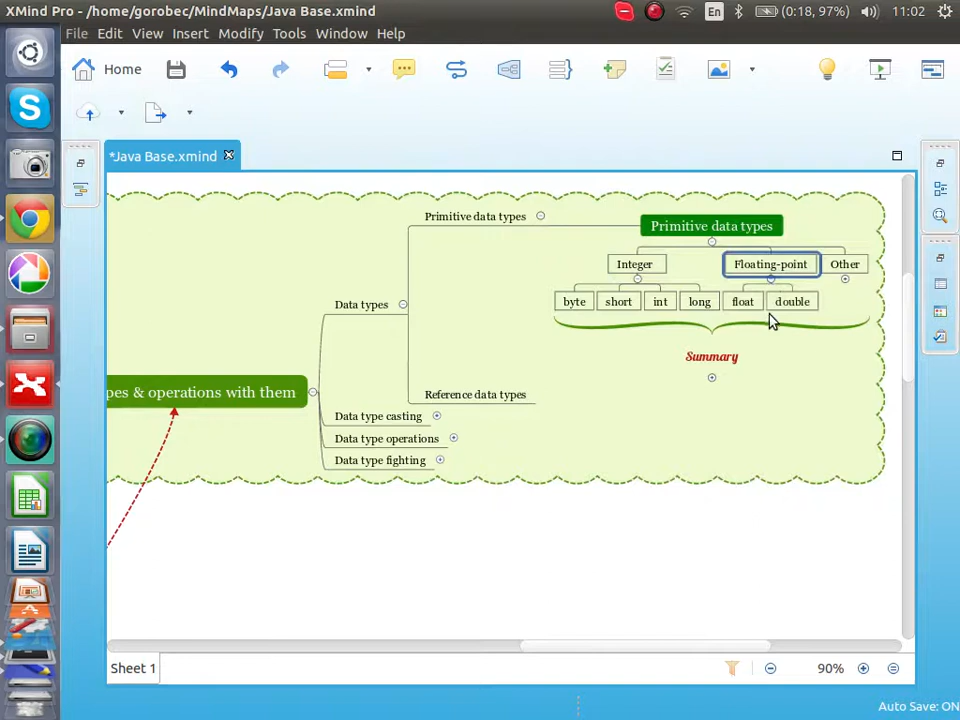 XMind Pro - /home/gorobec/MindMaps/Java Base.xmind
En
(0:18, 97%)
11:02
File Edit View Insert Modify Tools Window Help
Home
*Java Base.xmind
Primitive data types
Primitive data types
Integer
Floating-point
Other
byte
short
int
long
float
double
Data types
Summary
pes & operations with them
Reference data types
Data type casting
Data type operations
Data type fighting
Sheet 1
90%
Auto Save: ON